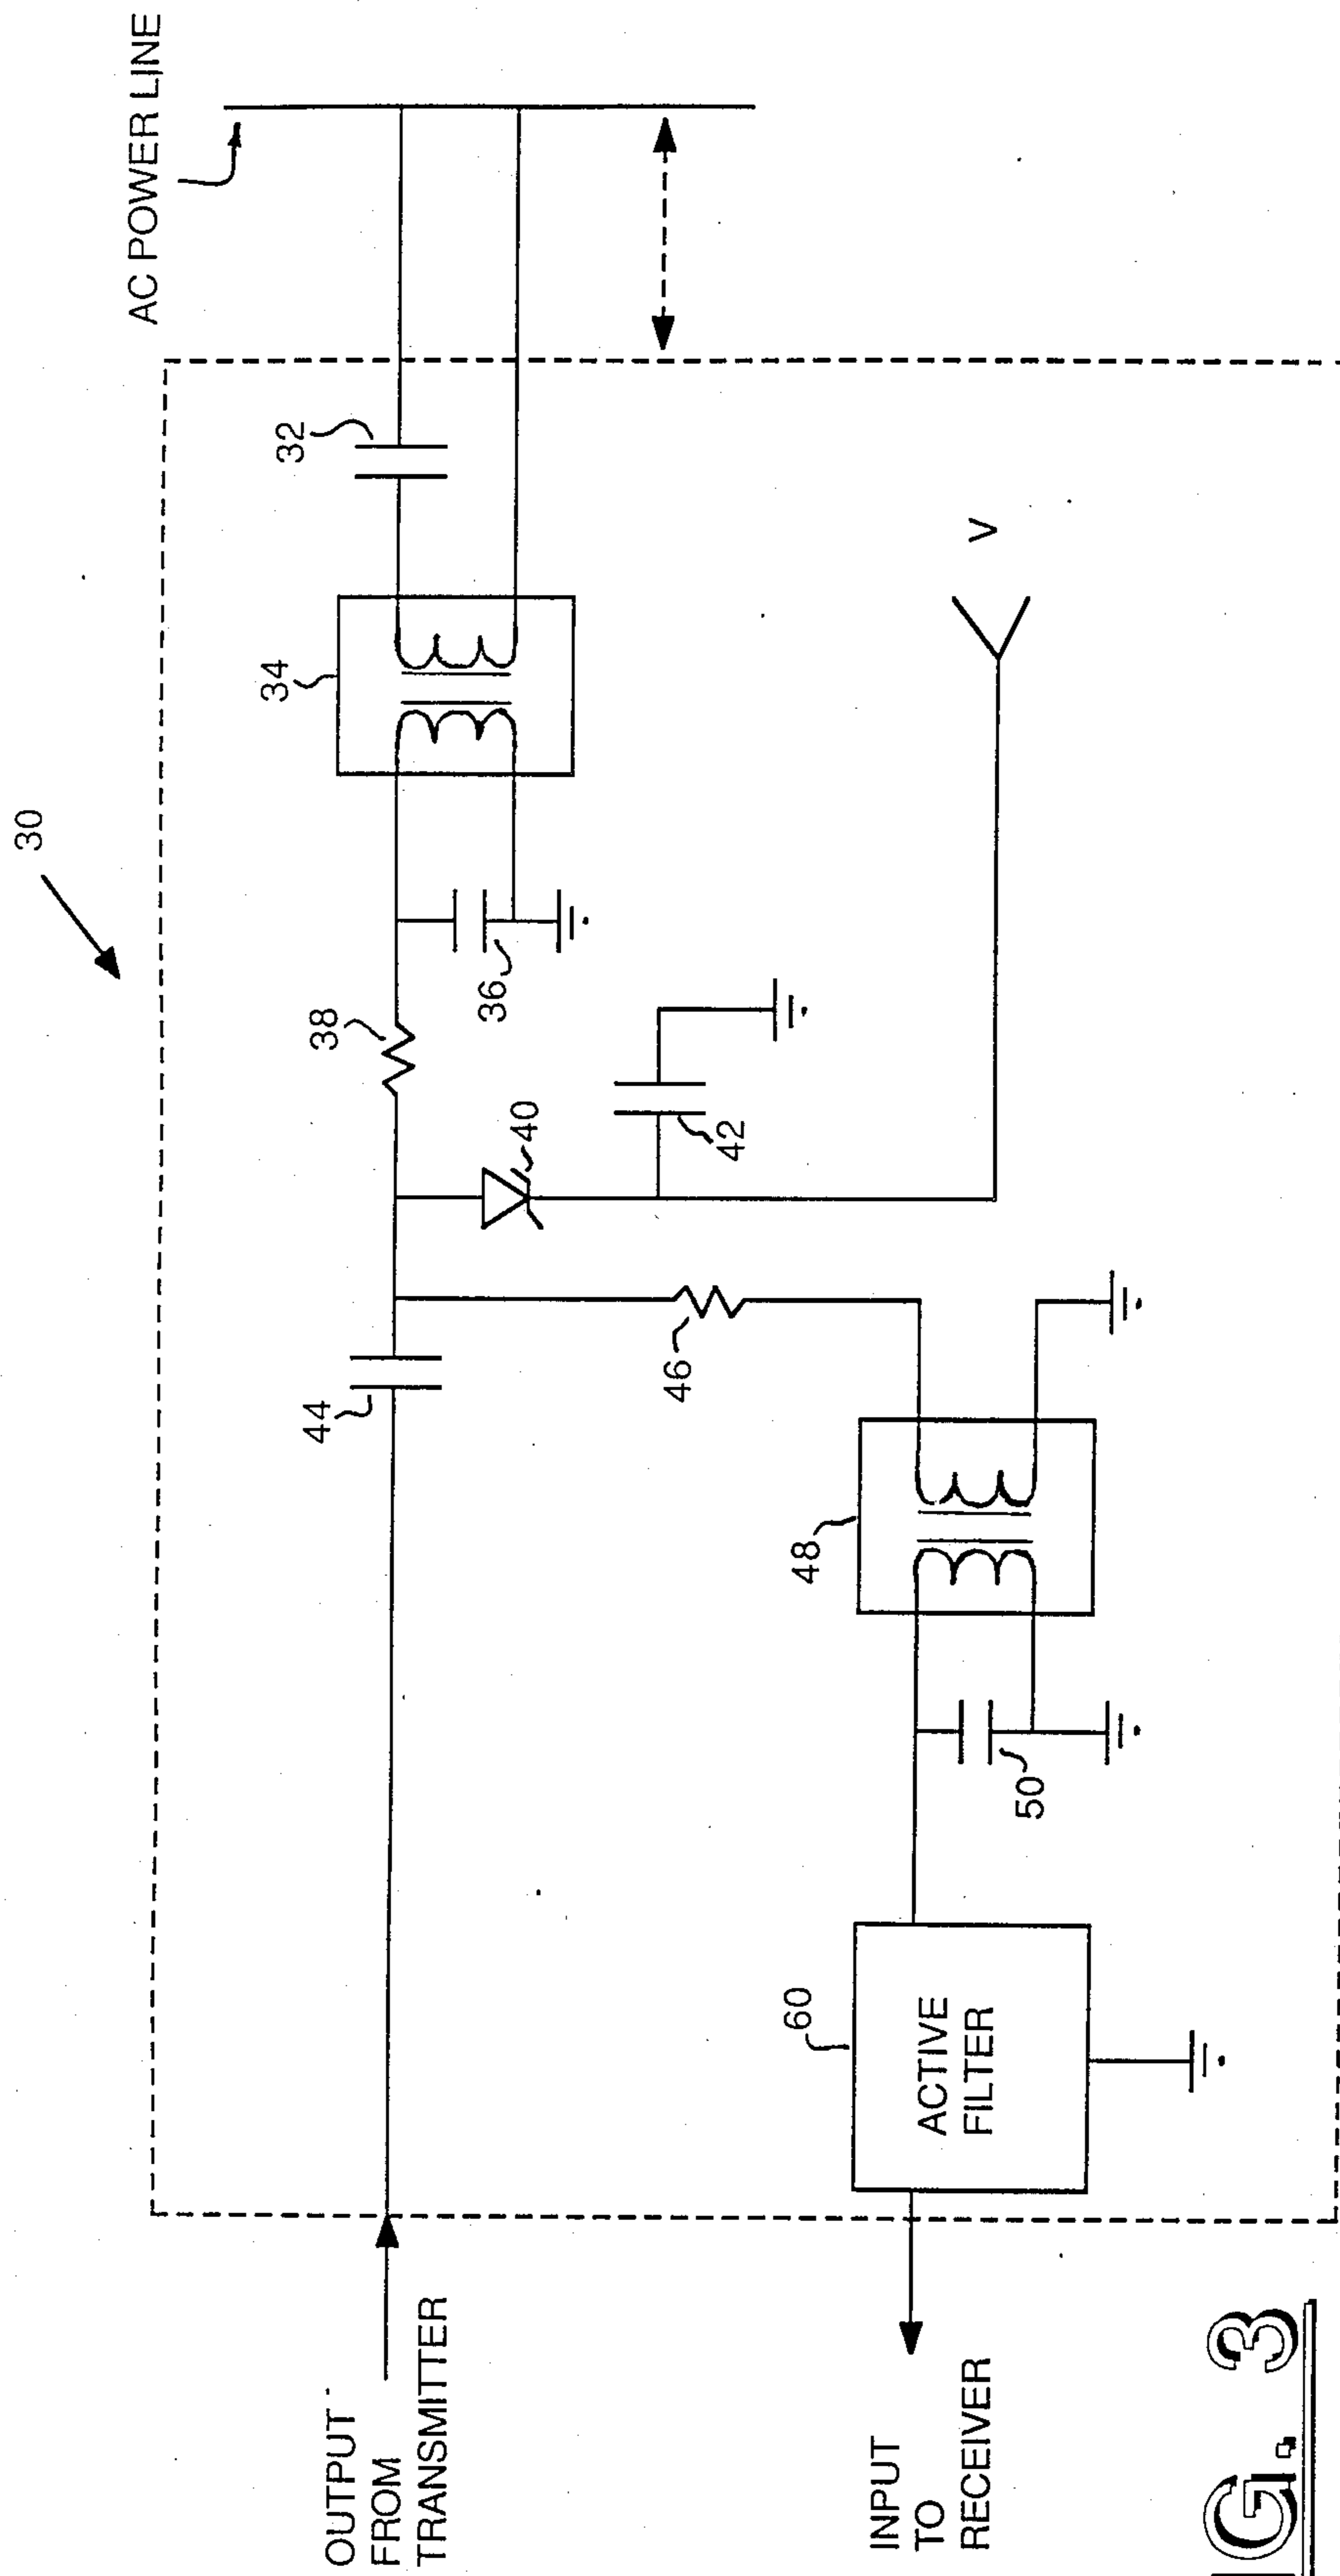 30
AC POWER LINE
32
34
38
36
40
42
V
44
46
48
50
60
ACTIVE
FILTER
OUTPUT
FROM
TRANSMITTER
INPUT
TO
RECEIVER
G. 3